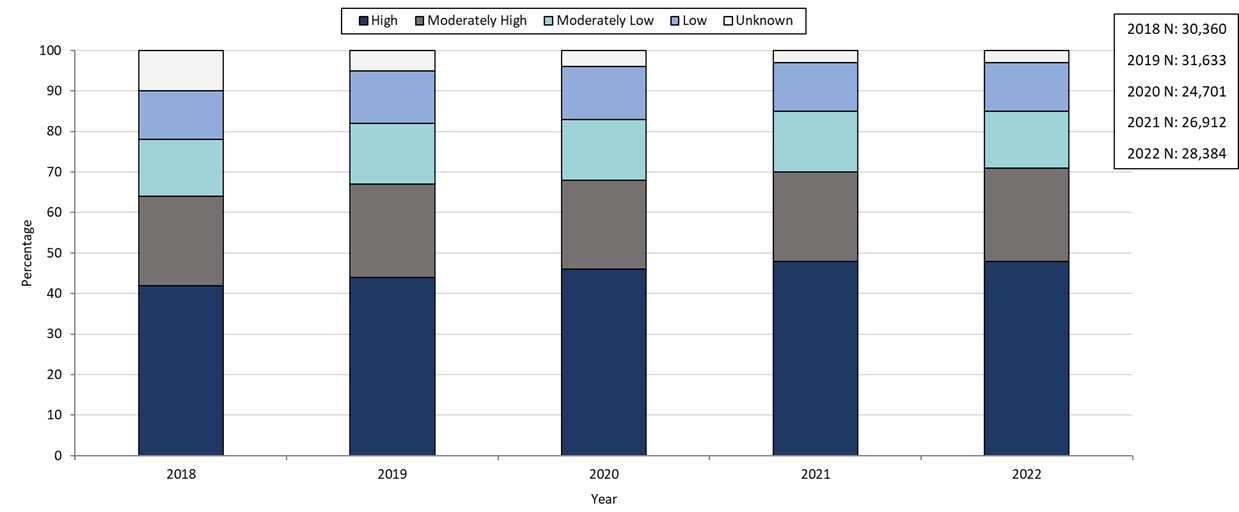 High Moderately High Moderately Low Low Unknown
2018 N: 30,360
2019 N: 31,633
2020 N: 24,701
2021 N: 26,912
2022 N: 28,384
Percentage
100
90
80
70
60
50
40
30
20
10
0
2018 2019 2020 2021 2022
Year